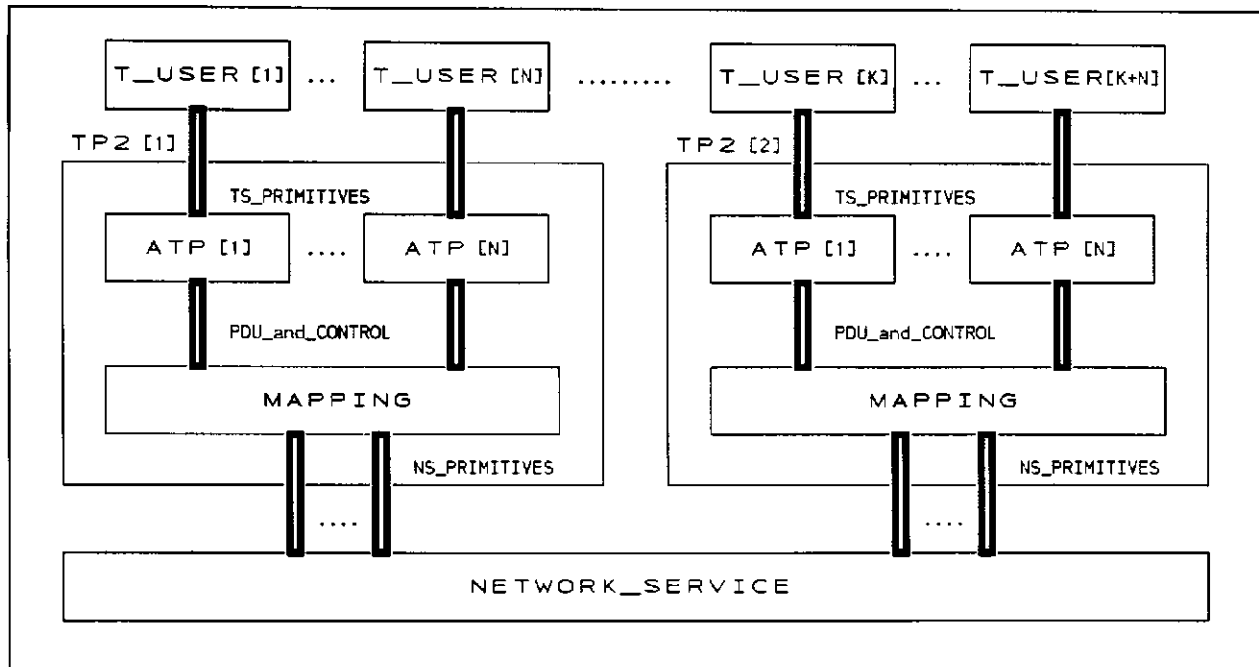 T_USER [1] ... T_USER [N] ......... T_USER [K] ... T_USER[K+N]
TP2 [1] TP2 [2]
TS_PRIMITIVES TS_PRIMITIVES
ATP [1] .... ATP [N] ATP [1] .... ATP [N]
PDU_and_CONTROL PDU_and_CONTROL
MAPPING MAPPING
NS_PRIMITIVES NS_PRIMITIVES
.... ....
NETWORK_SERVICE